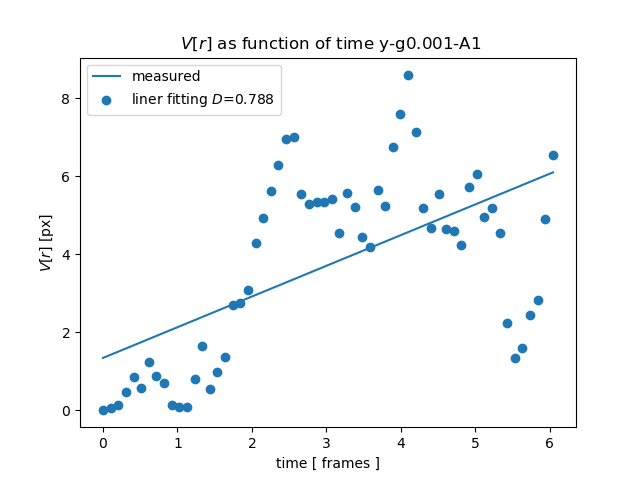 V[r] as function of time y-g0.001-A1
measured
liner fitting D=0.788
8
6
4
2
0
V[r] [px]
0 1 2 3 4 5 6
time [ frames ]